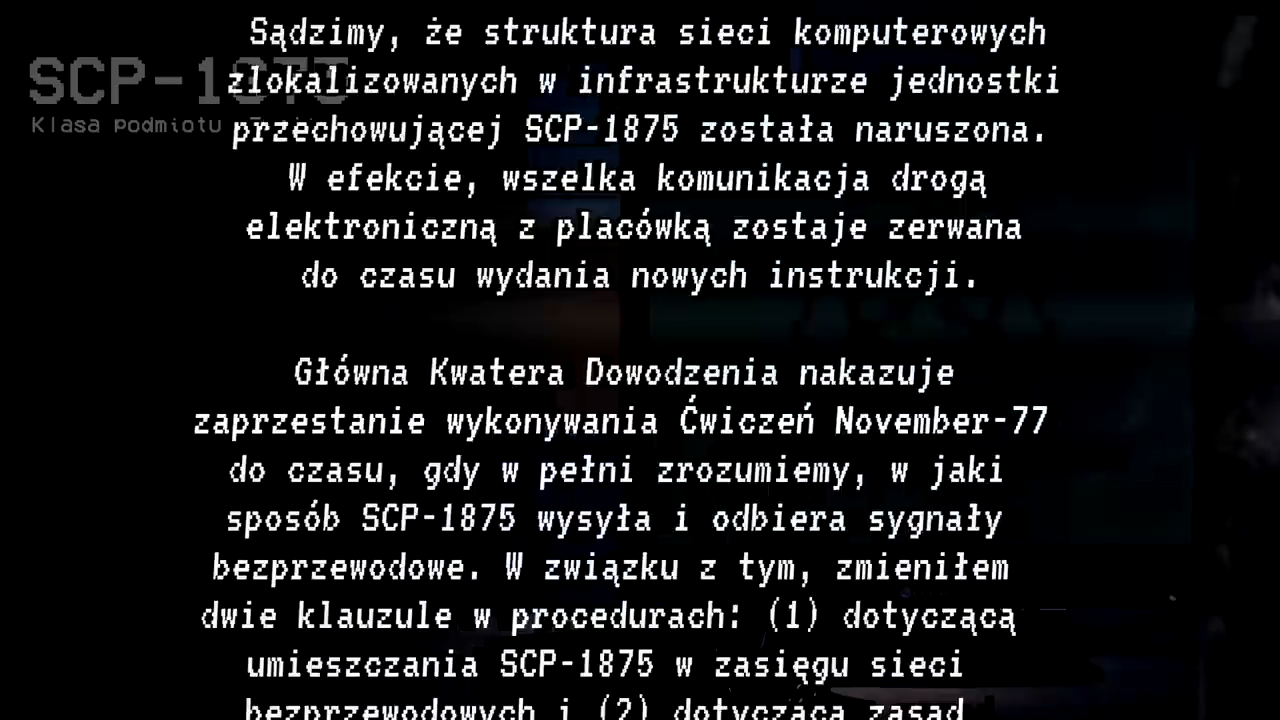 Sądzimy, że struktura sieci komputerowych
SCP-1875
zlokalizowanych w infrastrukturze jednostki
Klasa podmiotu
przechowującej SCP-1875 została naruszona.
W efekcie, wszelka komunikacja drogą
elektroniczną z placówką zostaje zerwana
do czasu wydania nowych instrukcji.
Główna Kwatera Dowodzenia nakazuje
zaprzestanie wykonywania Ćwiczeń November-77
do czasu, gdy w pełni zrozumiemy, w jaki
sposób SCP-1875 wysyła i odbiera sygnały
bezprzewodowe. W związku z tym, zmieniłem
dwie klauzule w procedurach: (1) dotyczącą
umieszczania SCP-1875 w zasięgu sieci
bezprzewodowych i (2) dotyczącą zasad